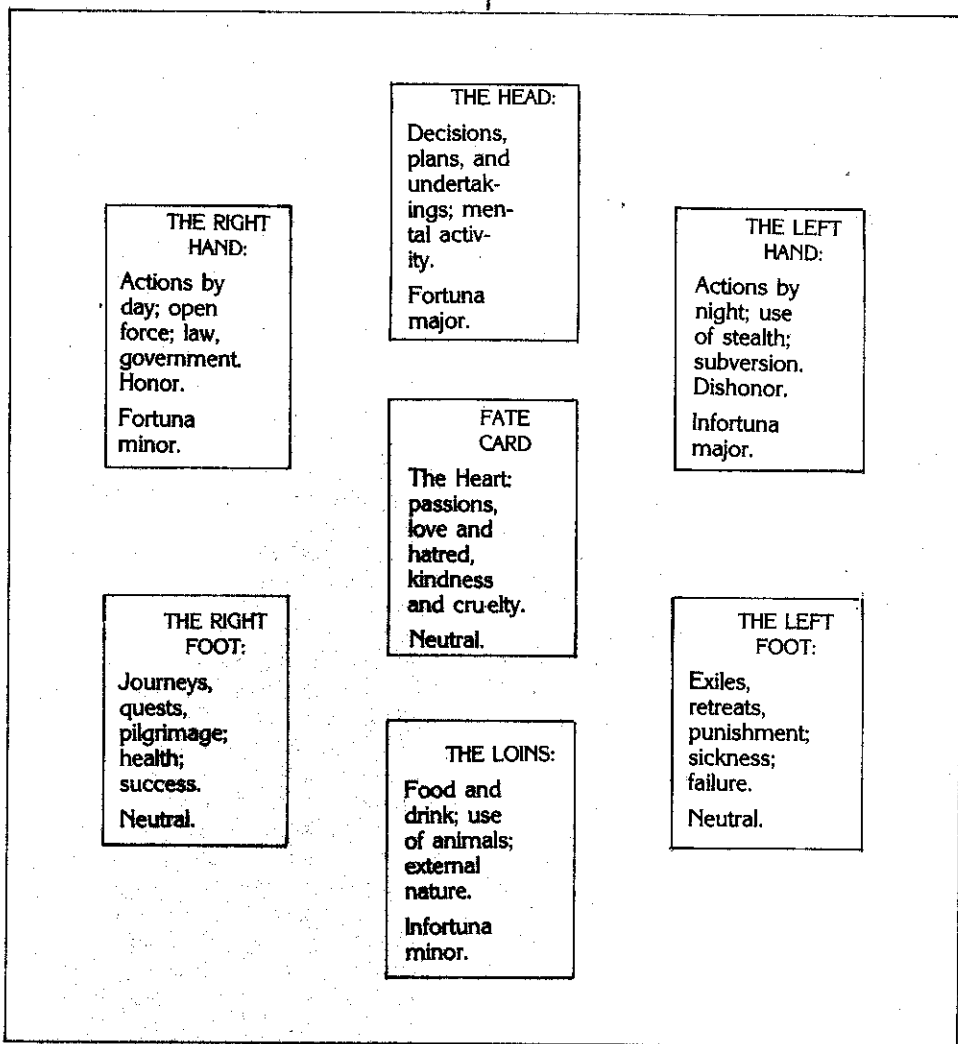 THE HEAD:
Decisions,
plans, and
undertak-
ings; men-
tal activ-
ity.
Fortuna
major.
THE RIGHT
HAND:
Actions by
day; open
force; law,
government.
Honor.
Fortuna
minor.
THE LEFT
HAND:
Actions by
night; use
of stealth;
subversion.
Dishonor.
Infortuna
major.
FATE
CARD
The Heart:
passions,
love and
hatred,
kindness
and cruelty.
Neutral.
THE RIGHT
FOOT:
Journeys,
quests,
pilgrimage;
health;
success.
Neutral.
THE LEFT
FOOT:
Exiles,
retreats,
punishment;
sickness;
failure.
Neutral.
THE LOINS:
Food and
drink; use
of animals;
external
nature.
Infortuna
minor.